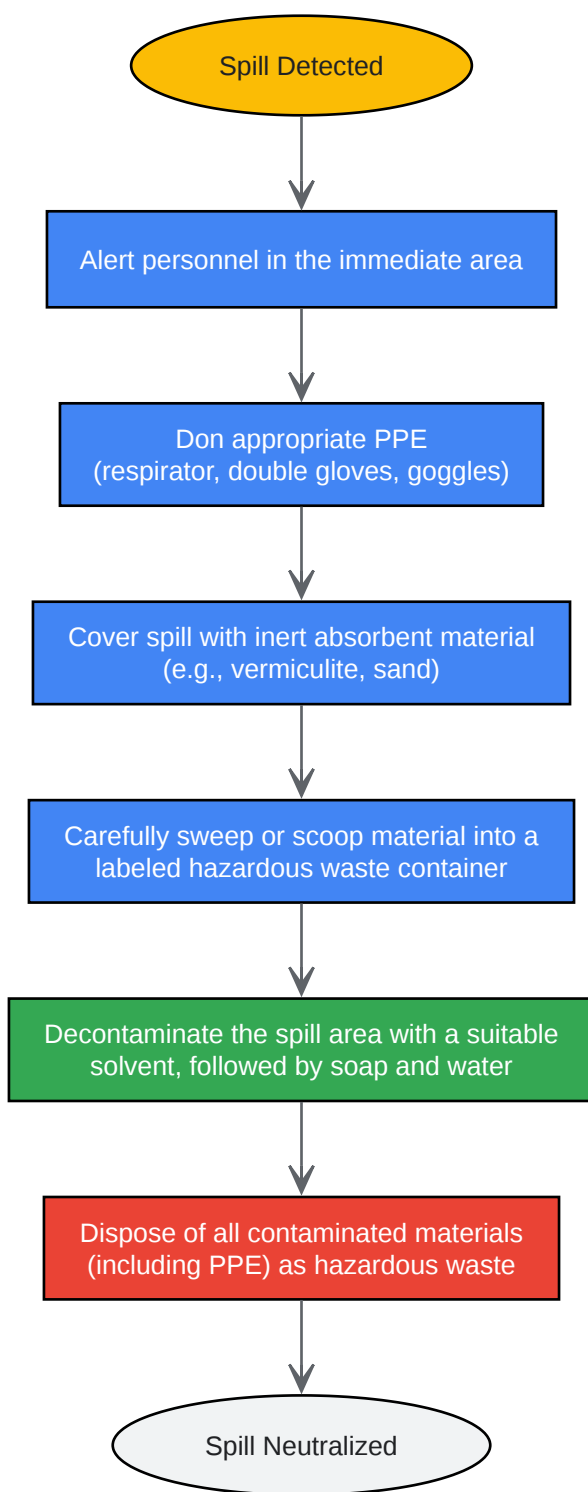 Spill Detected
Alert personnel in the immediate area
Don appropriate PPE
(respirator, double gloves, goggles)
Cover spill with inert absorbent material
(e.g., vermiculite, sand)
Carefully sweep or scoop material into a
labeled hazardous waste container
Decontaminate the spill area with a suitable
solvent, followed by soap and water
Dispose of all contaminated materials
(including PPE) as hazardous waste
Spill Neutralized